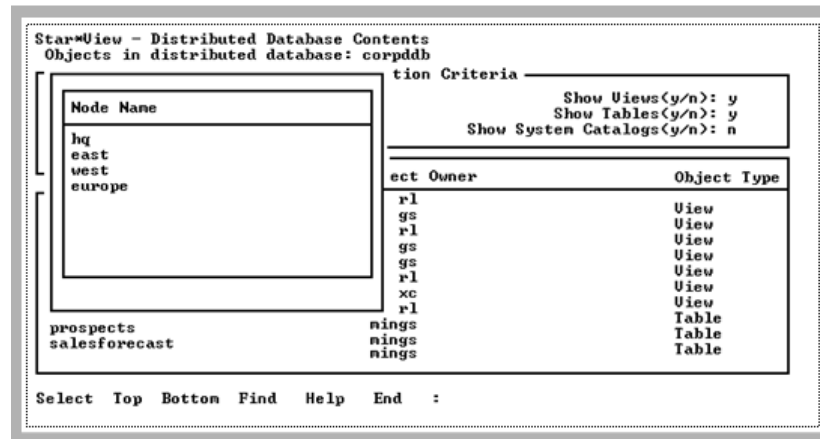 Star*View - Distributed Database Contents
Objects in distributed database: corpddb
tion Criteria
Show Views(y/n): y
Show Tables(y/n): y
Show System Catalogs(y/n): n
Node Name
hq
east
west
europe
ect Owner Object Type
rl
gs View
rl View
gs View
gs View
rl View
xc View
rl View
prospects mings Table
salesforecast mings Table
mings Table
Select Top Bottom Find Help End :